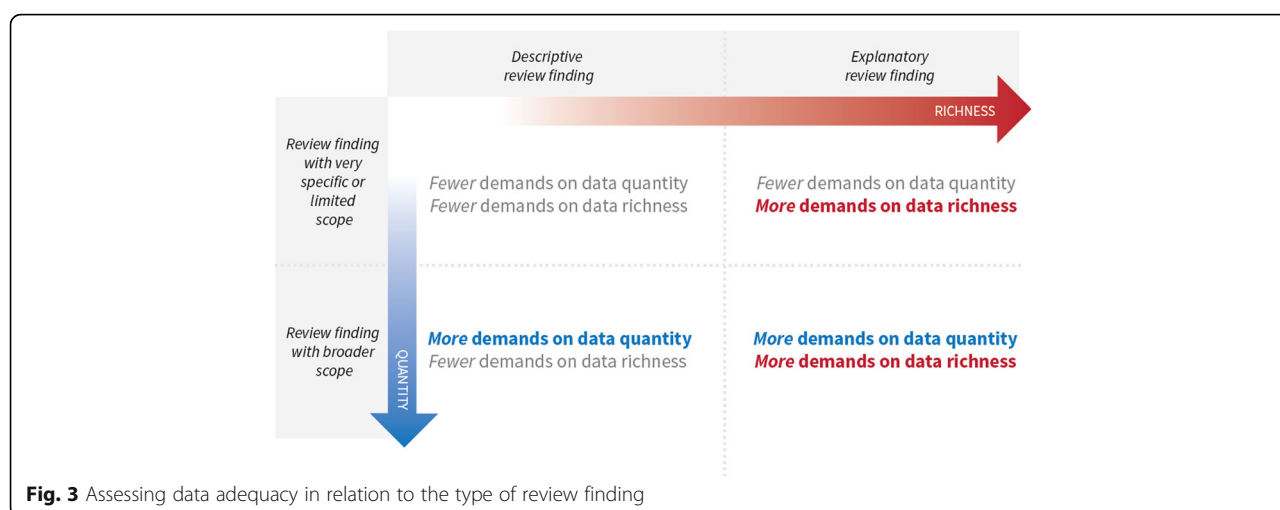 Descriptive
review finding
Explanatory
review finding
RICHNESS
Review finding
with very
specific or
limited
scope
Fewer demands on data quantity
Fewer demands on data richness
Fewer demands on data quantity
More demands on data richness
Review finding
with broader
scope
QUANTITY
More demands on data quantity
Fewer demands on data richness
More demands on data quantity
More demands on data richness
Fig. 3 Assessing data adequacy in relation to the type of review finding